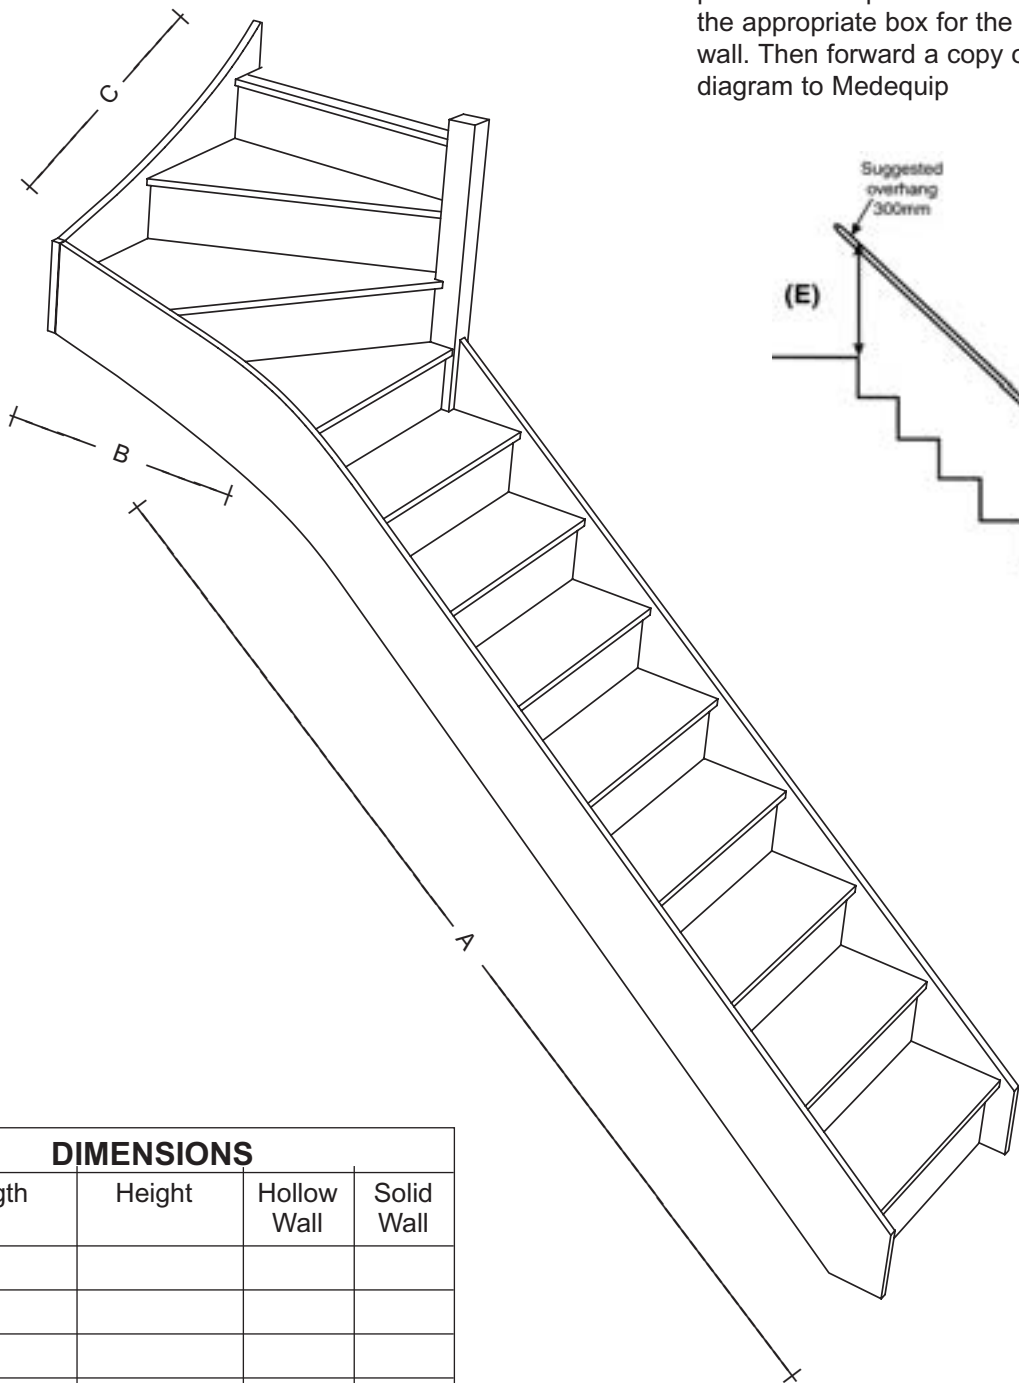 the appropriate box for the
wall. Then forward a copy
diagram to Medequip
C
Suggested
overhang
300mm
(E)
B
A
DIMENSIONS
Height
Hollow
Wall
Solid
Wall